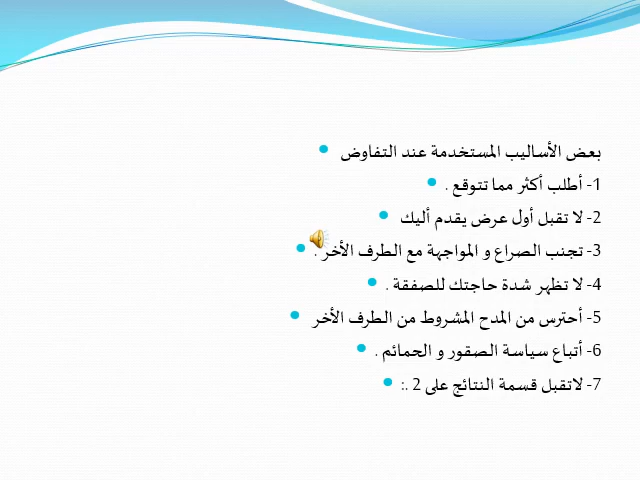 بعض الأساليب المستخدمة عند التفاوض
1- أطلب أكثر مما تتوقع .
2- لا تقبل أول عرض يقدم أليك
3- تجنب الصراع و المواجهة مع الطرف الأخر .
4- لا تظهر شدة حاجتك للصفقة .
5- أحترس من المدح المشروط من الطرف الأخر
6- أتباع سياسة الصقور و الحمائم .
7- لاتقبل قسمة النتائج على 2 .: